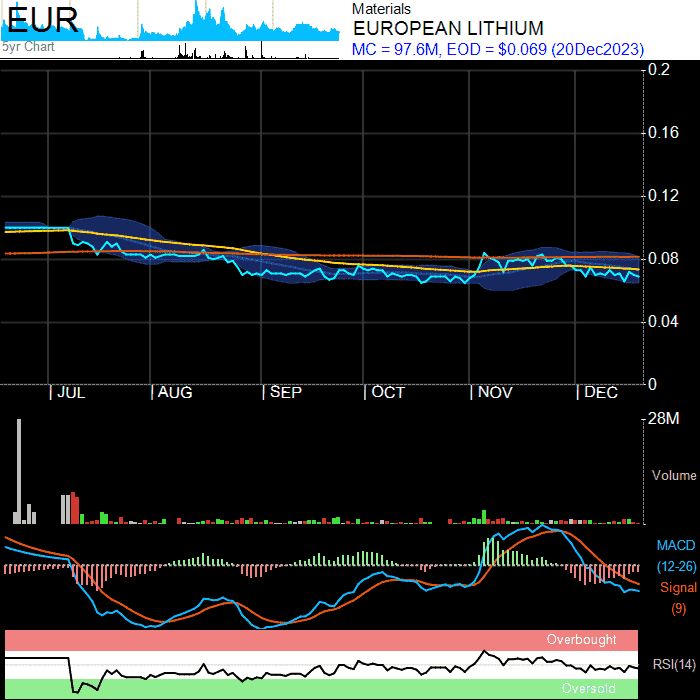 EUR
5yr Chart
Materials
EUROPEAN LITHIUM
MC = 97.6M, EOD = $0.069 (20Dec2023)
0.2
0.16
0.12
0.08
0.04
0
| JUL | AUG | SEP | OCT | NOV | DEC
28M
Volume
MACD
(12-26)
Signal
(9)
Overbought
RSI(14)
Oversold